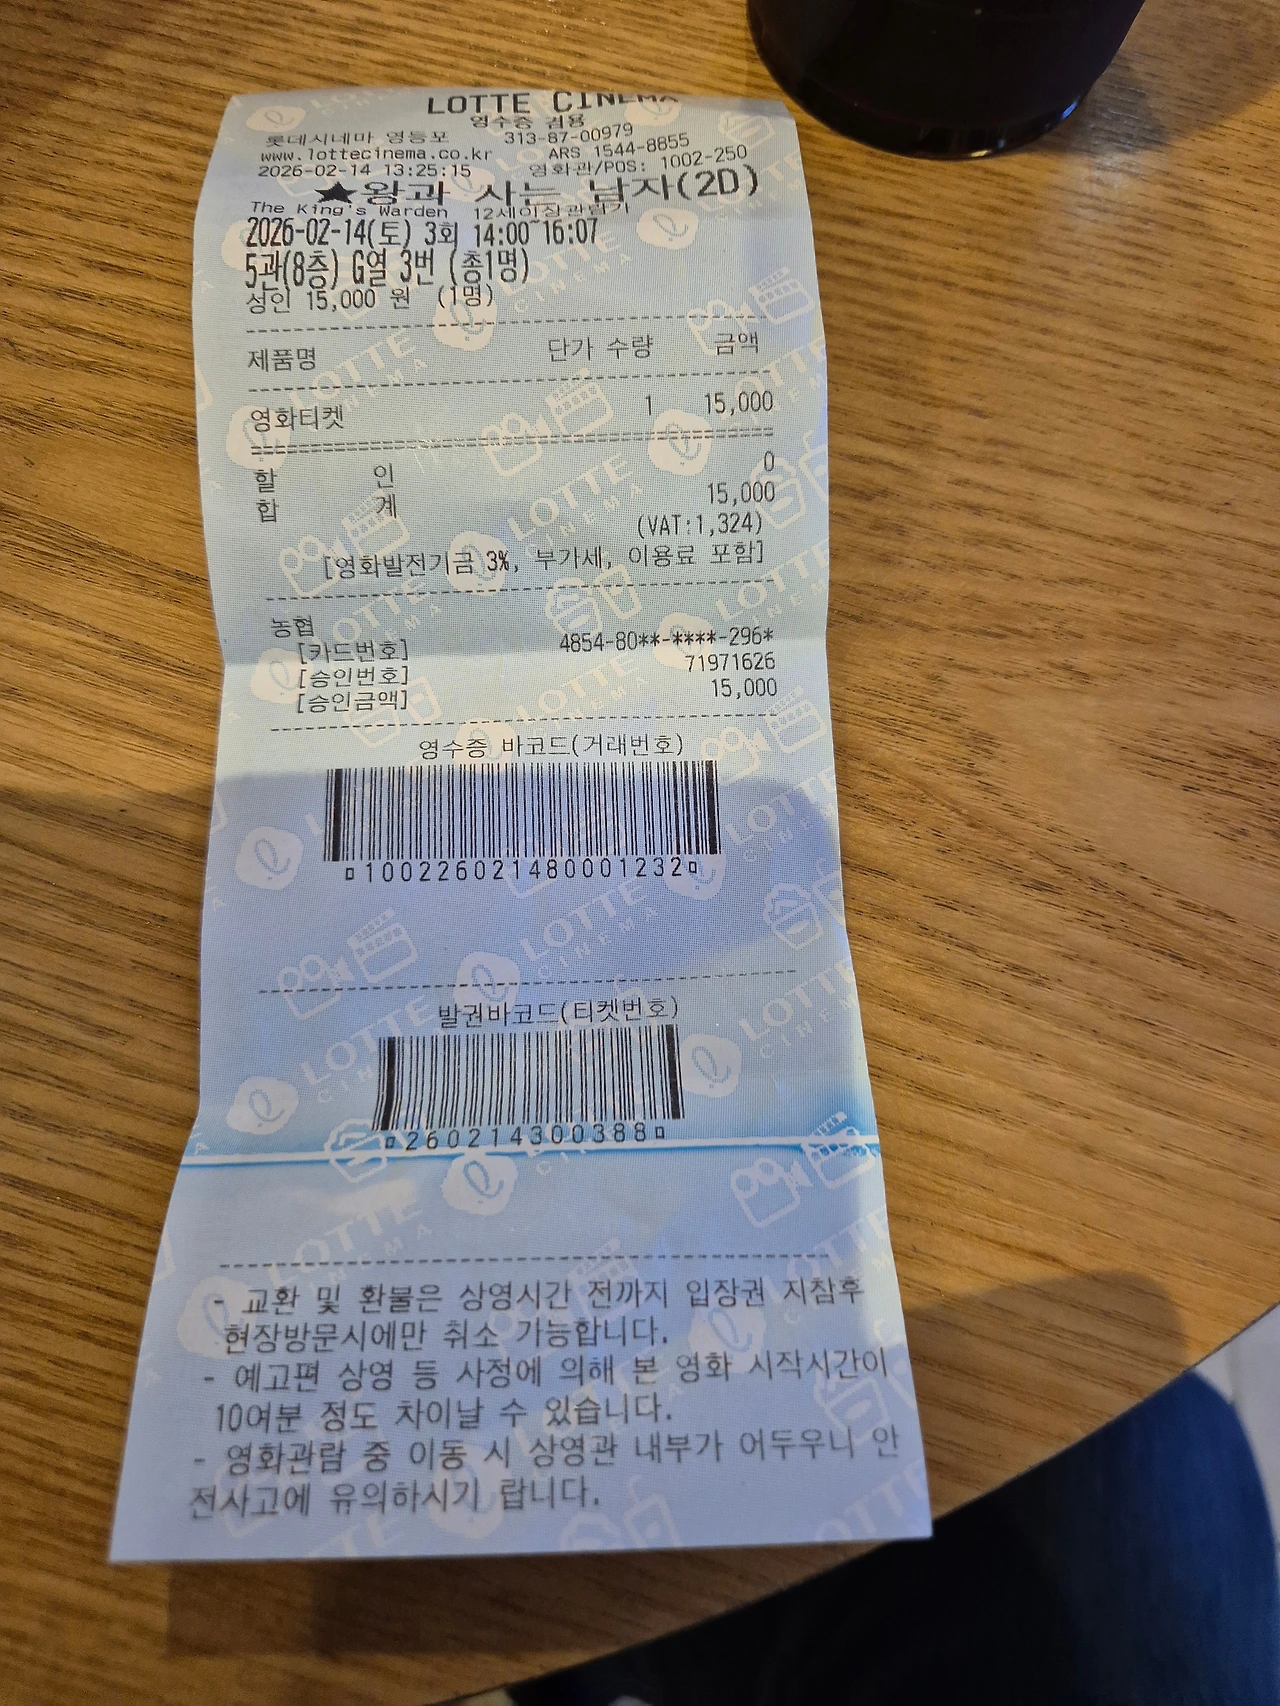 LOTTE CINEMA
영수증 겸용
롯데시네마 영등포 313-87-00979
www.lottecinema.co.kr ARS 1544-8855
2026-02-14 13:25:15 영화관/POS: 1002-250
★왕과 사는 남자(2D)
The King's Warden 12세이상관람가
2026-02-14(토) 3회 14:00~16:07
5관(8층) G열 3번 (총1명)
성인 15,000 원 (1명)
제품명 단가 수량 금액
영화티켓 1 15,000
할 인 0
합 계 15,000
(VAT:1,324)
[영화발전기금 3%, 부가세, 이용료 포함]
농협
[카드번호] 4854-80**-****-296*
[승인번호] 71971626
[승인금액] 15,000
영수증 바코드(거래번호)
¤100226021480001232¤
발권바코드(티켓번호)
¤260214300388¤
- 교환 및 환불은 상영시간 전까지 입장권 지참후
현장방문시에만 취소 가능합니다.
- 예고편 상영 등 사정에 의해 본 영화 시작시간이
10여분 정도 차이날 수 있습니다.
- 영화관람 중 이동 시 상영관 내부가 어두우니 안
전사고에 유의하시기 랍니다.